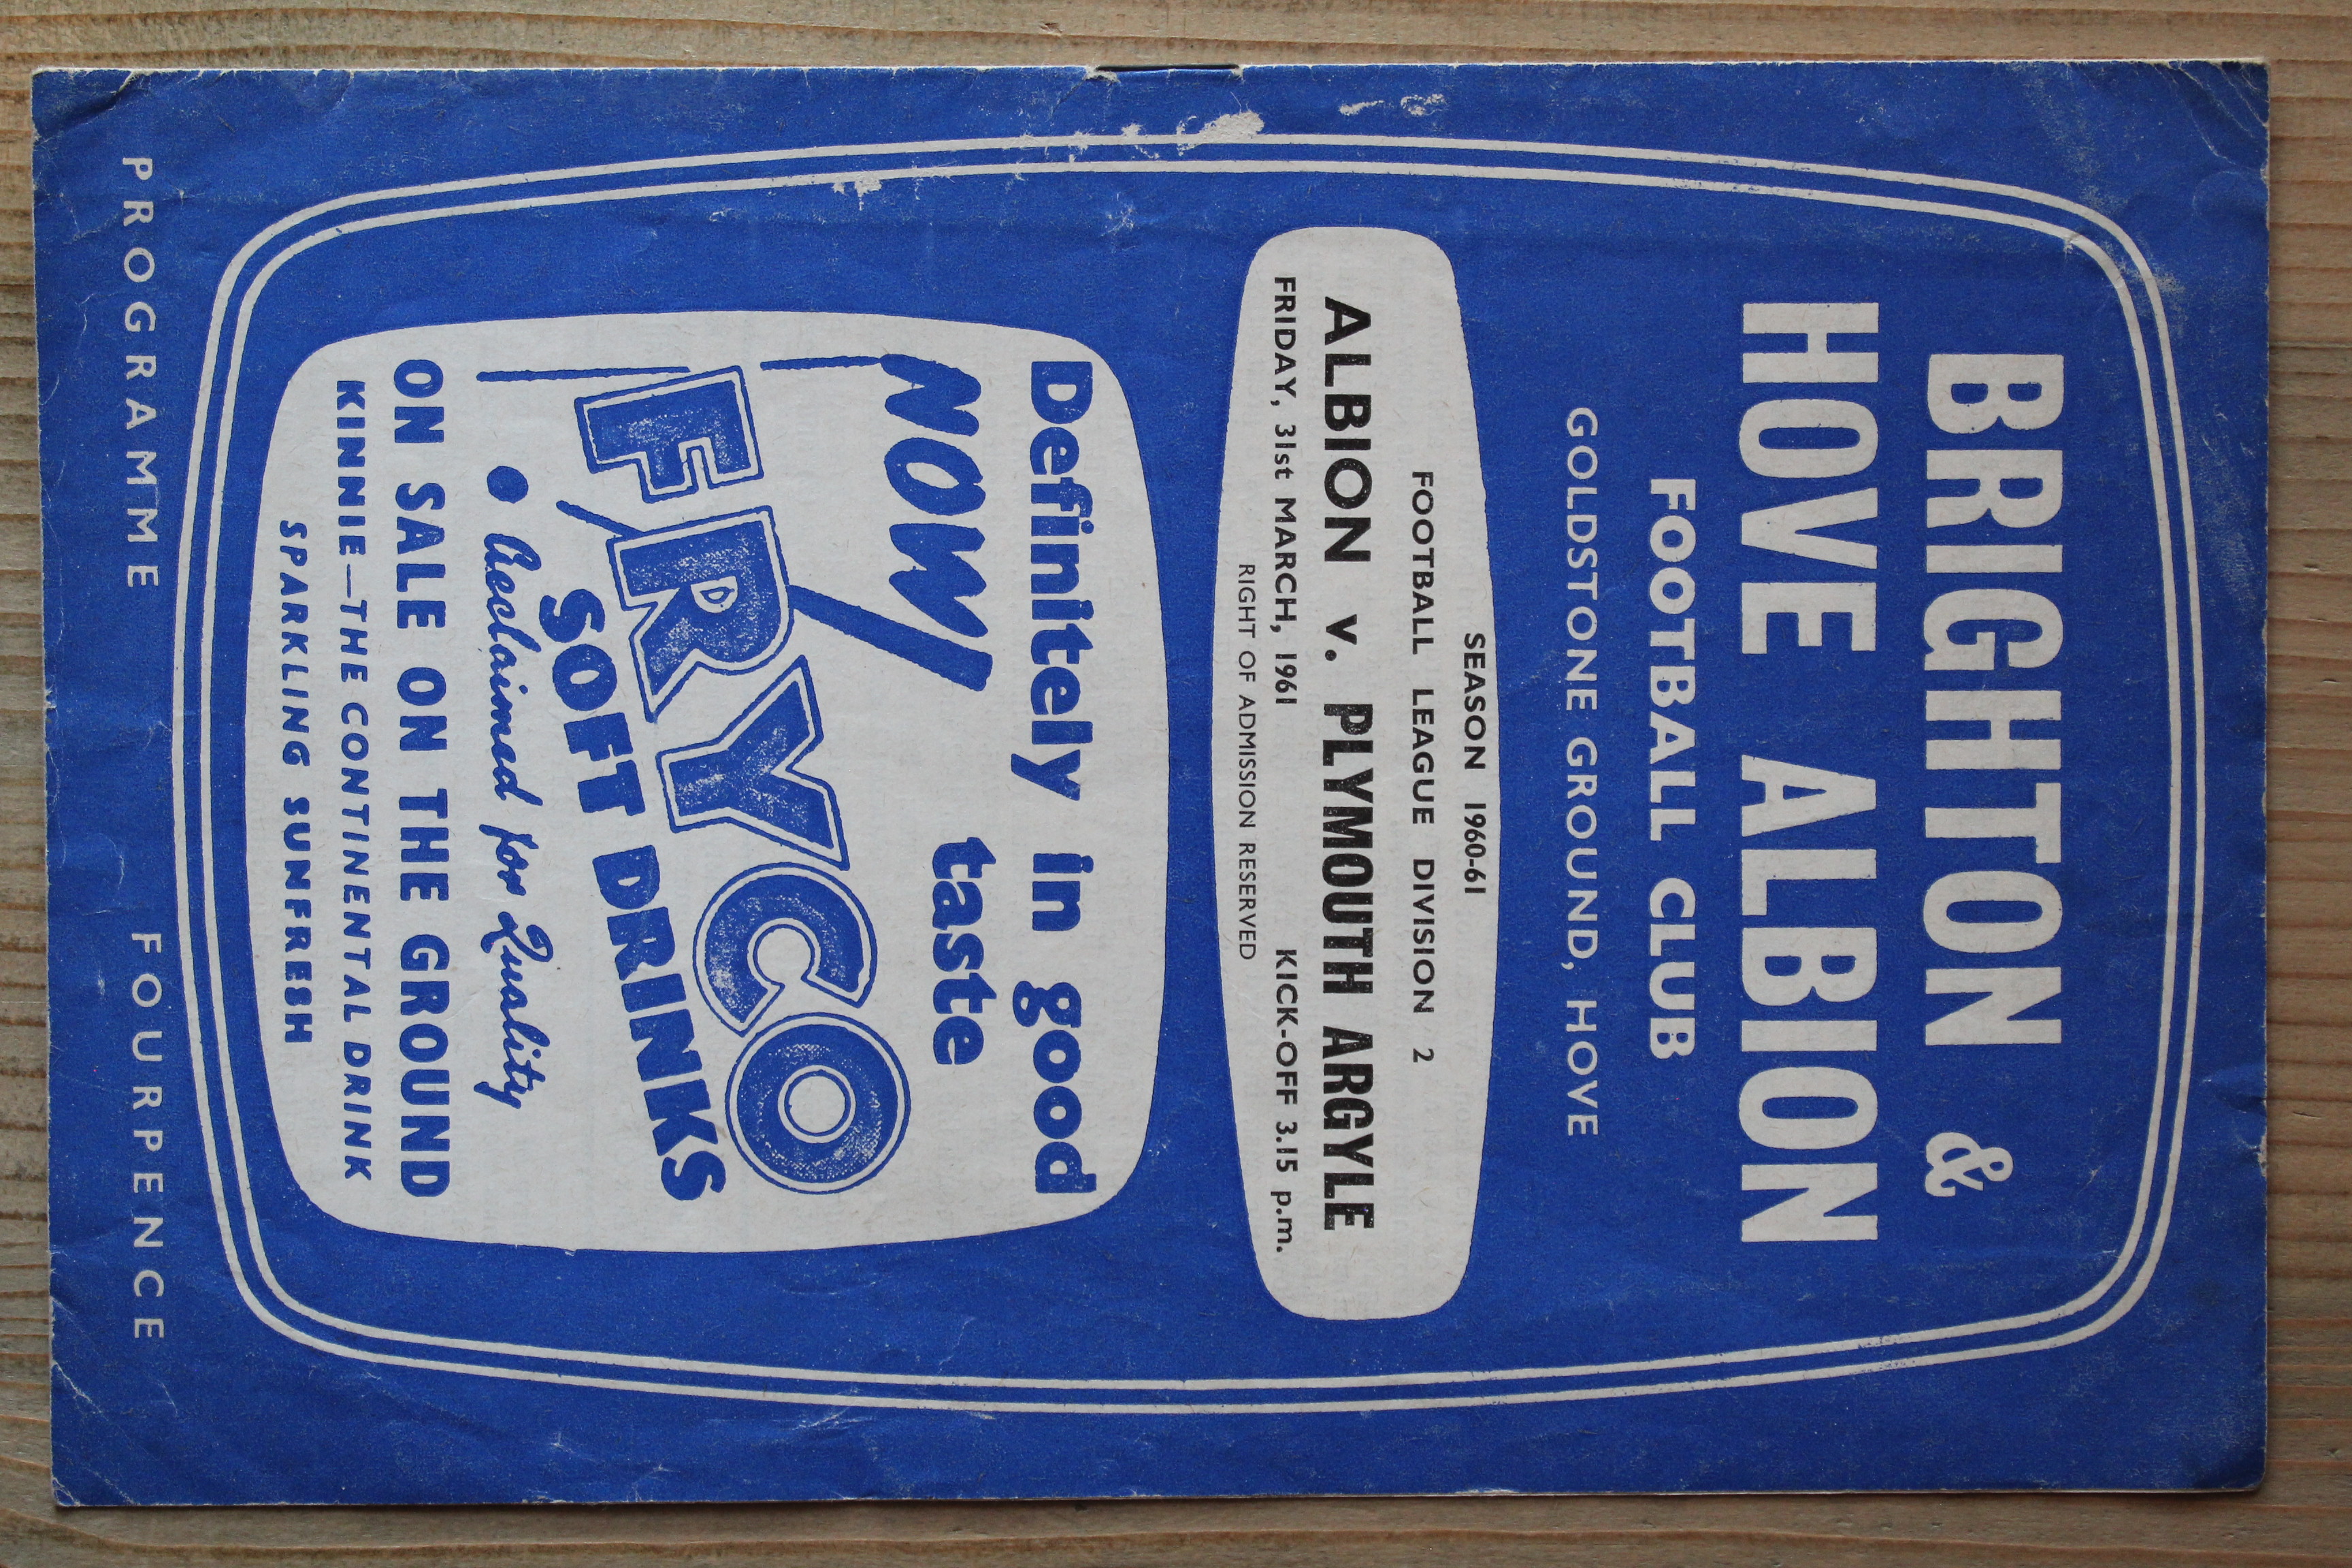 BRIGHTON &
HOVE ALBION
FOOTBALL CLUB
GOLDSTONE GROUND, HOVE
SEASON 1960-61
FOOTBALL LEAGUE DIVISION 2
ALBION v. PLYMOUTH ARGYLE
FRIDAY, 31st MARCH, 1961 KICK-OFF 3.15 p.m.
RIGHT OF ADMISSION RESERVED
Definitely in good
taste
NOW
FRYCO
SOFT DRINKS
• Acclaimed for Quality
ON SALE ON THE GROUND
KINNIE—THE CONTINENTAL DRINK
SPARKLING SUNFRESH
PROGRAMME FOURPENCE